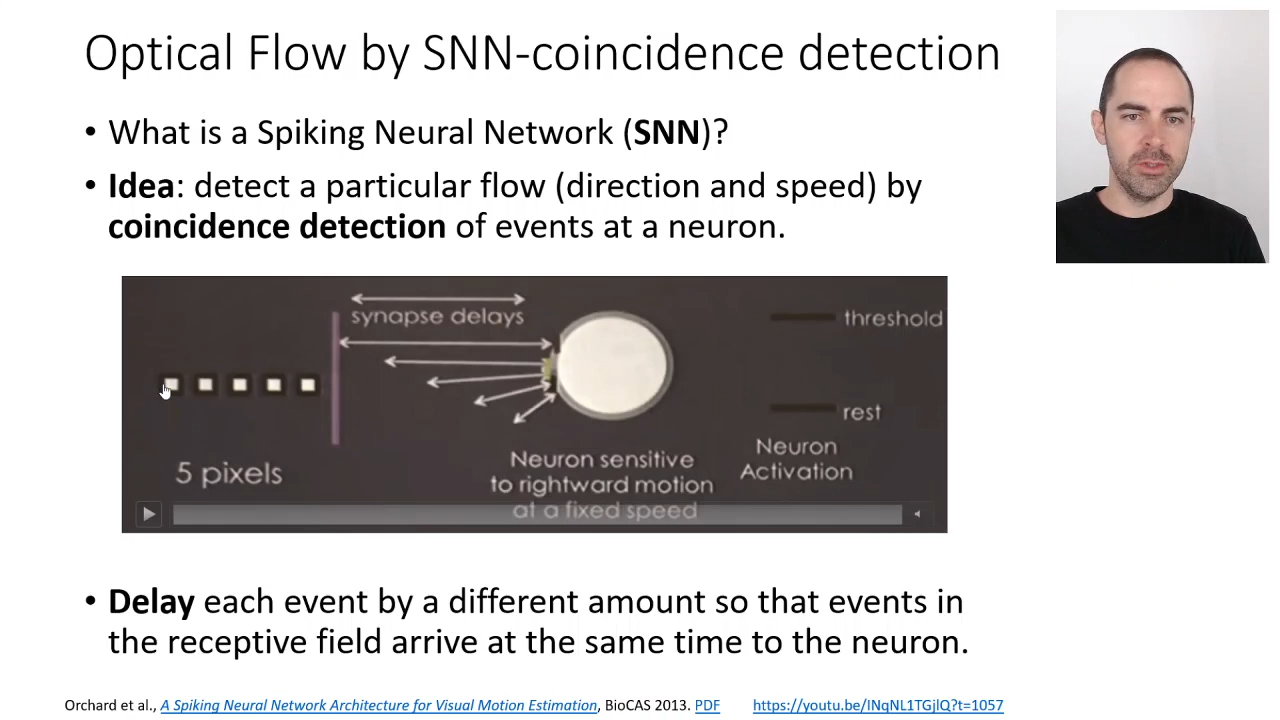 Optical Flow by SNN-coincidence detection
• What is a Spiking Neural Network (SNN)?
• Idea: detect a particular flow (direction and speed) by
coincidence detection of events at a neuron.
synapse delays
threshold
rest
5 pixels
Neuron sensitive
to rightward motion
at a fixed speed
Neuron
Activation
• Delay each event by a different amount so that events in
the receptive field arrive at the same time to the neuron.
Orchard et al., A Spiking Neural Network Architecture for Visual Motion Estimation, BioCAS 2013. PDF https://youtu.be/INqNL1TGjlQ?t=1057